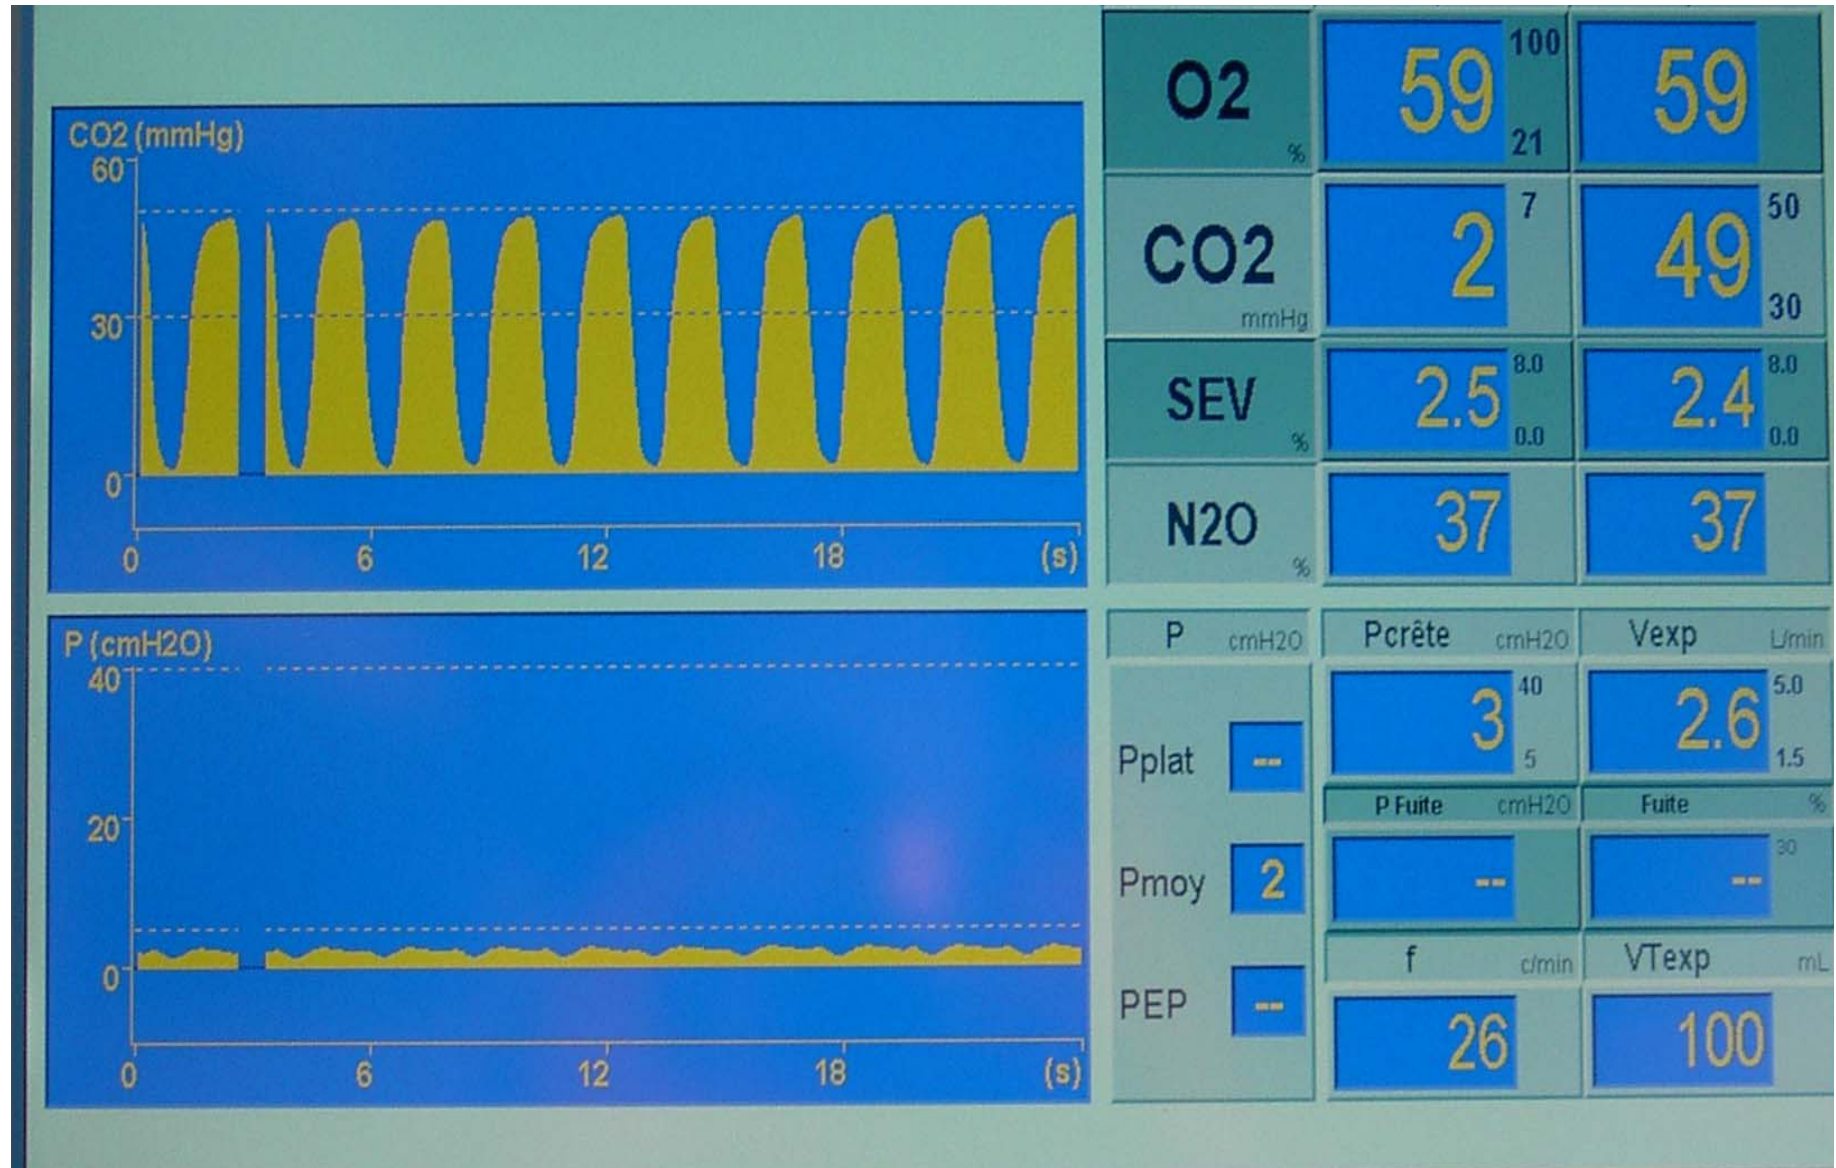 CO2 (mmHg)
60
30
0
0 6 12 18 (s)
P (cmH2O)
40
20
0
0 6 12 18 (s)
O2 % 59 100 21 59
CO2 mmHg 2 7 49 50 30
SEV % 2.5 8.0 0.0 2.4 8.0 0.0
N2O % 37 37
P cmH2O Pcrête cmH2O Vexp L/min
3 40 5 2.6 5.0 1.5
Pplat --
P Fuite cmH2O Fuite %
Pmoy 2 -- -- 30
f c/min VTexp mL
PEP -- 26 100